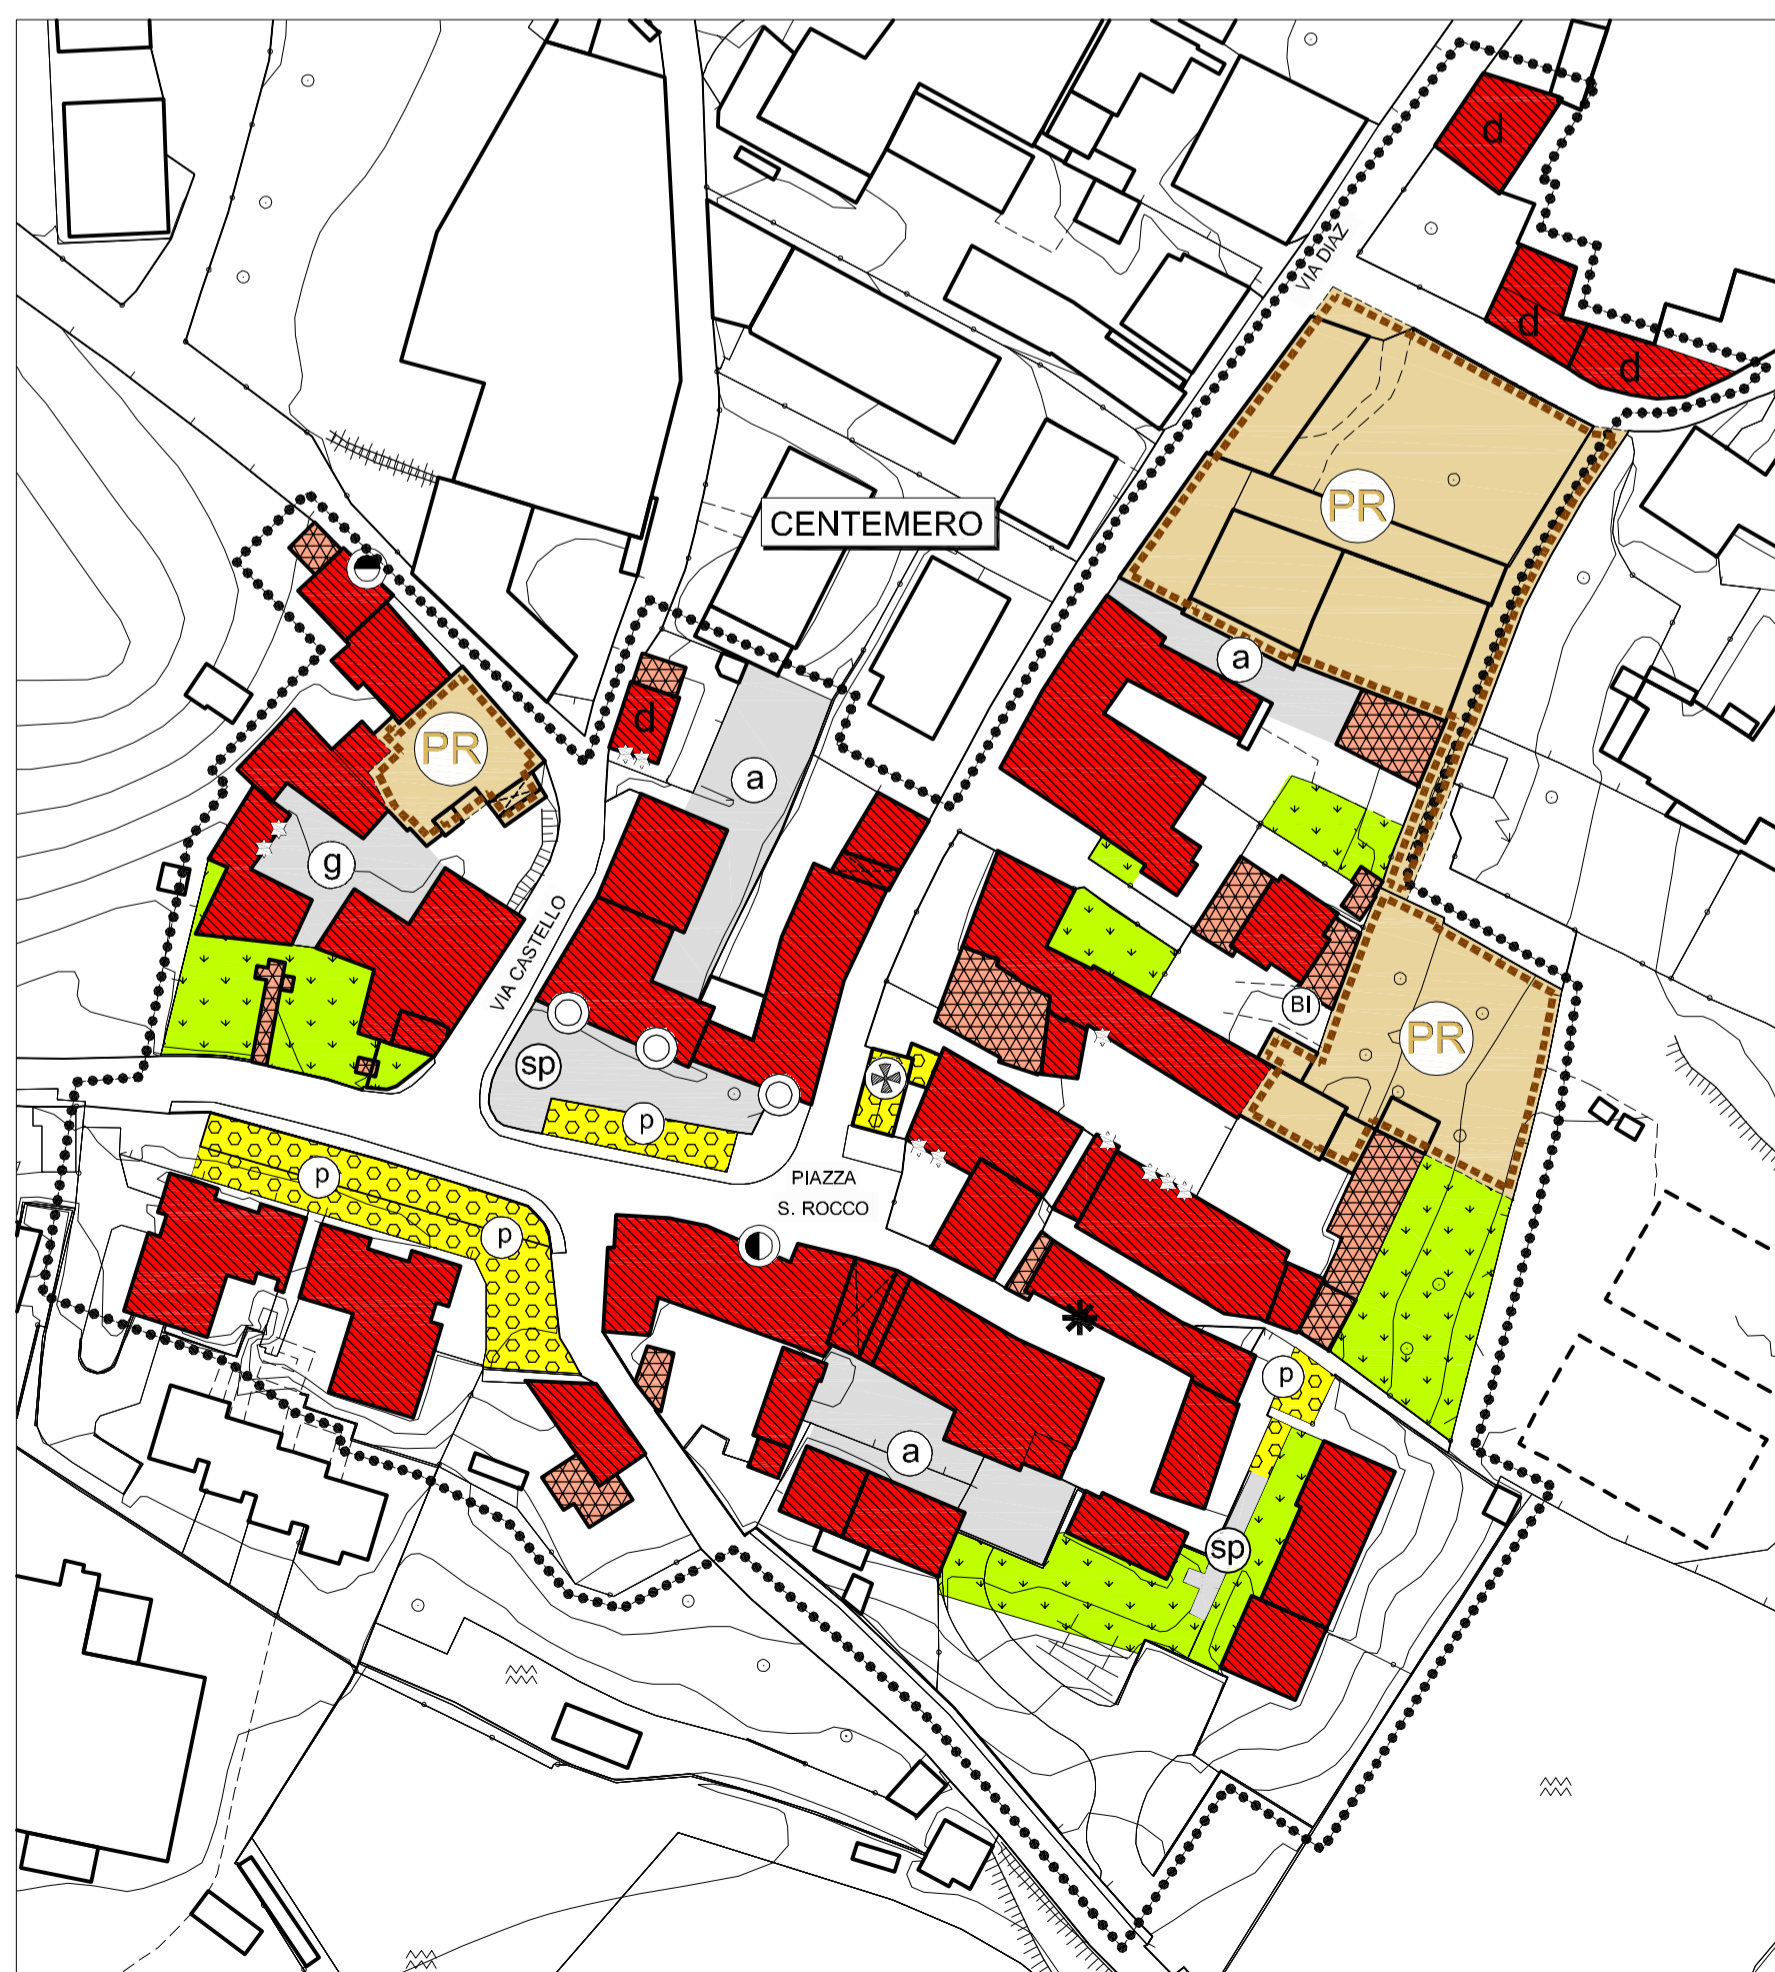 d
VIA DIAZ
d
d
PR
CENTEMERO
a
d
PR
a
g
VIA CASTELLO
BI
PR
sp
p
p
PIAZZA
S. ROCCO
p
p
a
sp